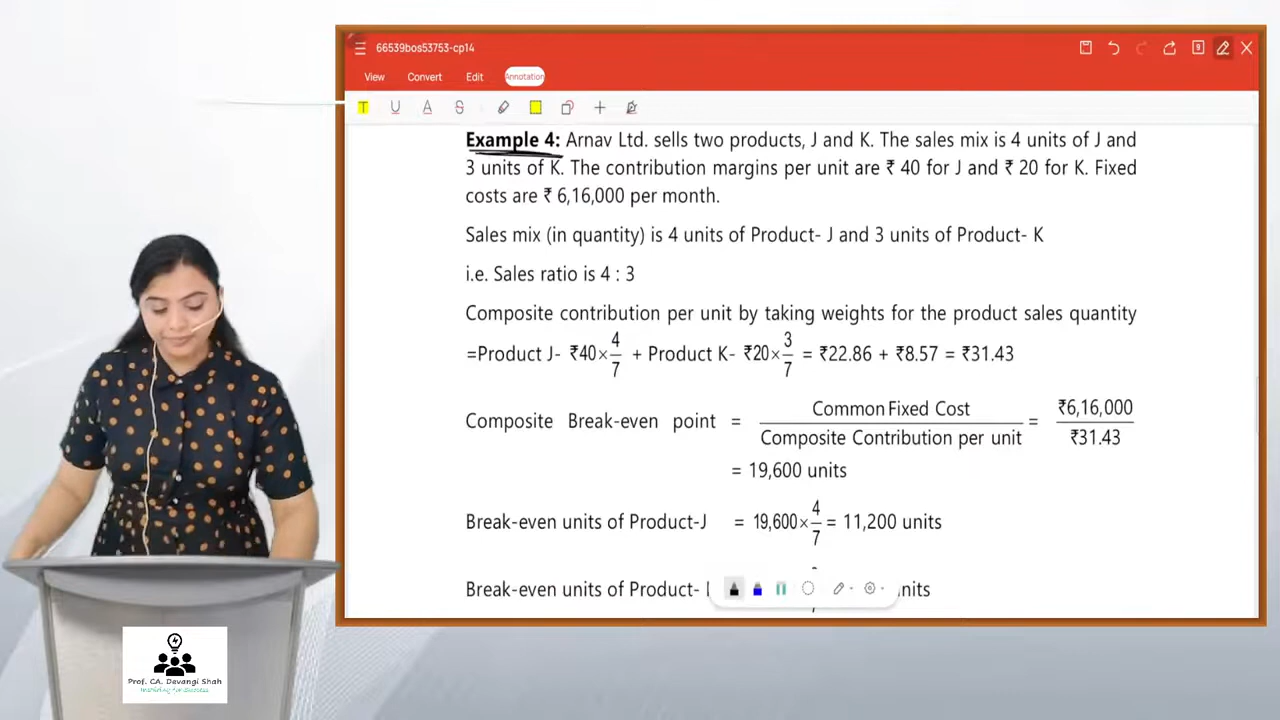 66539bos53753-cp14
View Convert Edit Annotation
T U A S
Example 4: Arnav Ltd. sells two products, J and K. The sales mix is 4 units of J and
3 units of K. The contribution margins per unit are ₹ 40 for J and ₹ 20 for K. Fixed
costs are ₹ 6,16,000 per month.
Sales mix (in quantity) is 4 units of Product- J and 3 units of Product- K
i.e. Sales ratio is 4 : 3
Composite contribution per unit by taking weights for the product sales quantity
=Product J- ₹40×4/7 + Product K- ₹20×3/7 = ₹22.86 + ₹8.57 = ₹31.43
Composite Break-even point = Common Fixed Cost / Composite Contribution per unit = ₹6,16,000 / ₹31.43
= 19,600 units
Break-even units of Product-J = 19,600×4/7 = 11,200 units
Break-even units of Product- nits
Prof. CA. Devangi Shah
Inspiring for Success